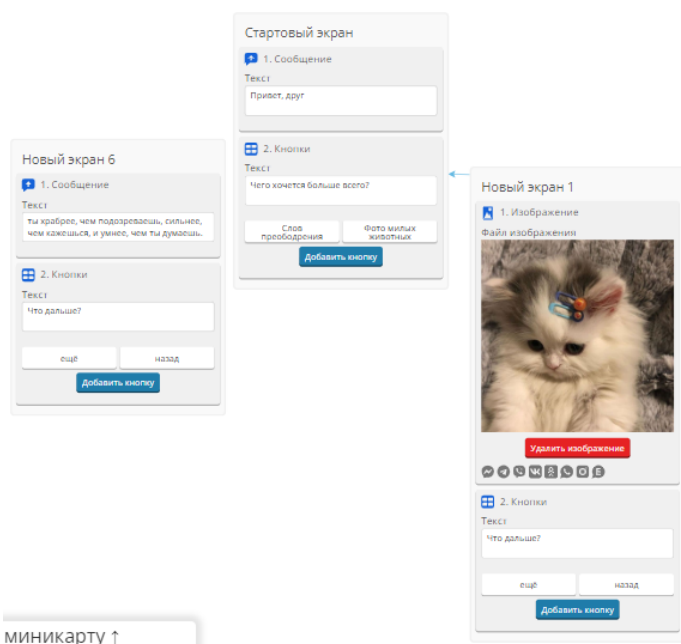 Стартовый экран
1. Сообщение
Текст
Привет, друг
2. Кнопки
Текст
Чего хочется больше всего?
Слов
преободрения
Фото милых
животных
Добавить кнопку
Новый экран 6
1. Сообщение
Текст
ты храбрее, чем подозреваешь, сильнее,
чем кажешься, и умнее, чем ты думаешь.
2. Кнопки
Текст
Что дальше?
ещё
назад
Добавить кнопку
Новый экран 1
1. Изображение
Файл изображения
Удалить изображение
2. Кнопки
Текст
Что дальше?
ещё
назад
Добавить кнопку
миникарту ↑